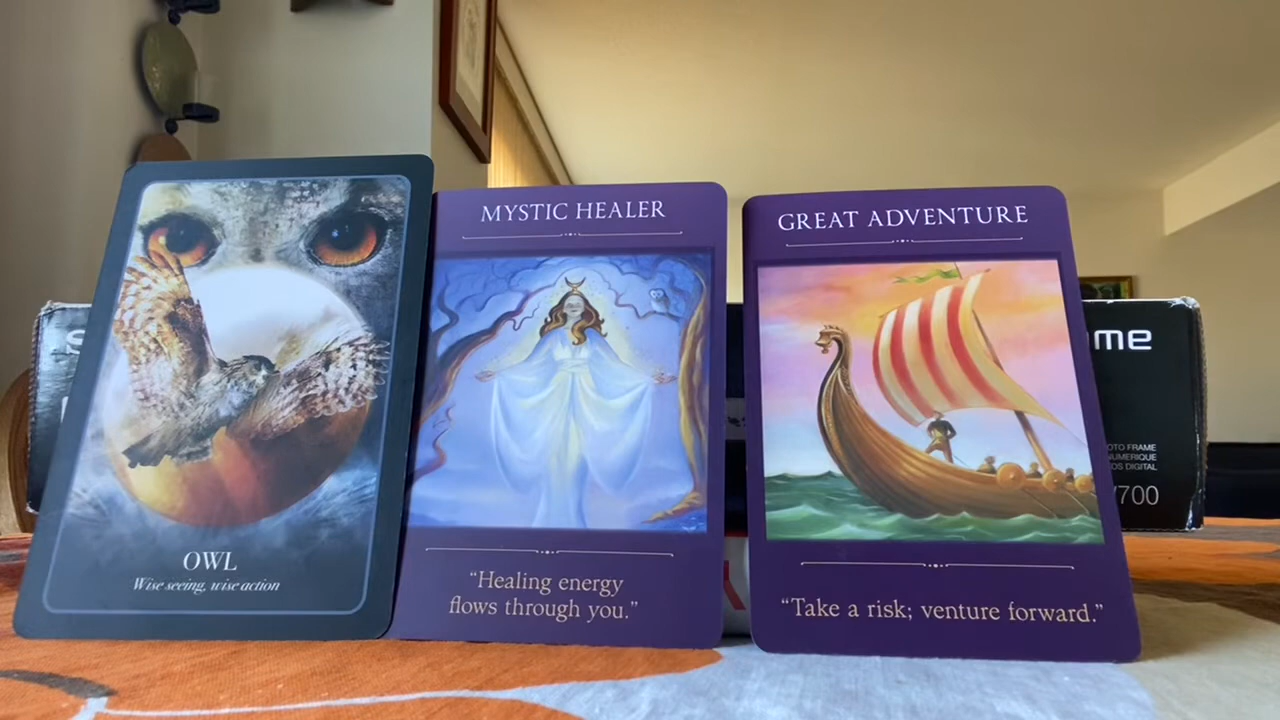 OWL
Wise seeing, wise action
MYSTIC HEALER
“Healing energy
flows through you.”
GREAT ADVENTURE
“Take a risk; venture forward.”
me
OTO FRAME
NUMERIQUE
OS DIGITAL
/700